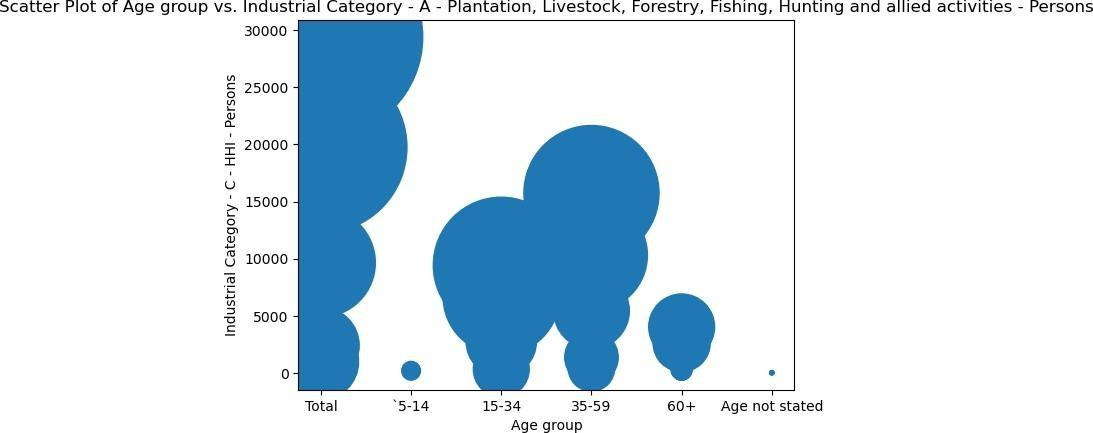 Scatter Plot of Age group vs. Industrial Category - A - Plantation, Livestock, Forestry, Fishing, Hunting and allied activities - Persons
Industrial Category - C - HHI - Persons
30000
25000
20000
15000
10000
5000
0
Total `5-14 15-34 35-59 60+ Age not stated
Age group